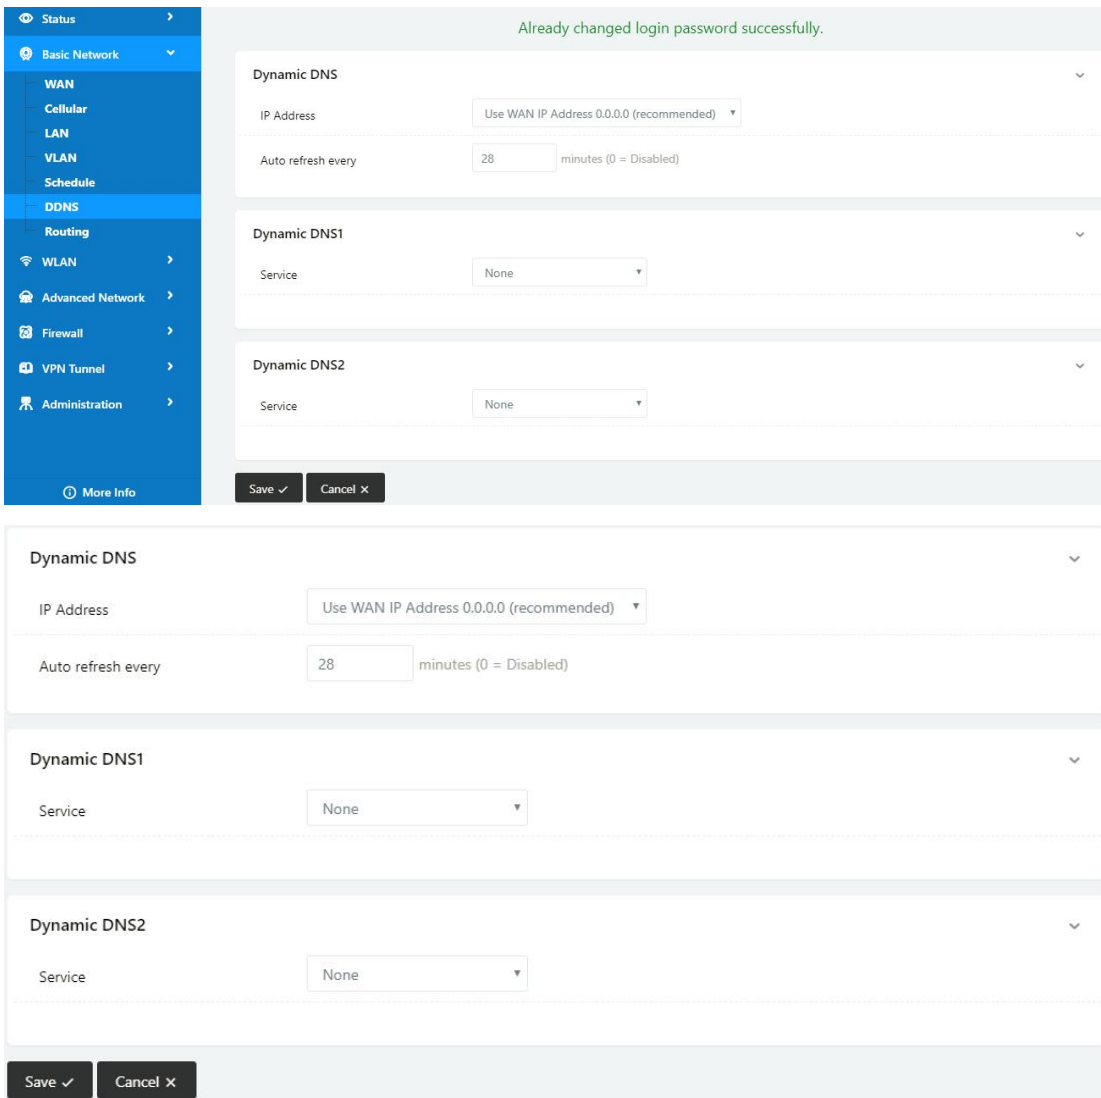 Status
Basic Network
WAN
Cellular
LAN
VLAN
Schedule
DDNS
Routing
WLAN
Advanced Network
Firewall
VPN Tunnel
Administration
More Info
Already changed login password successfully.
Dynamic DNS
IP Address Use WAN IP Address 0.0.0.0 (recommended)
Auto refresh every 28 minutes (0 = Disabled)
Dynamic DNS1
Service None
Dynamic DNS2
Service None
Save Cancel
Dynamic DNS
IP Address Use WAN IP Address 0.0.0.0 (recommended)
Auto refresh every 28 minutes (0 = Disabled)
Dynamic DNS1
Service None
Dynamic DNS2
Service None
Save Cancel